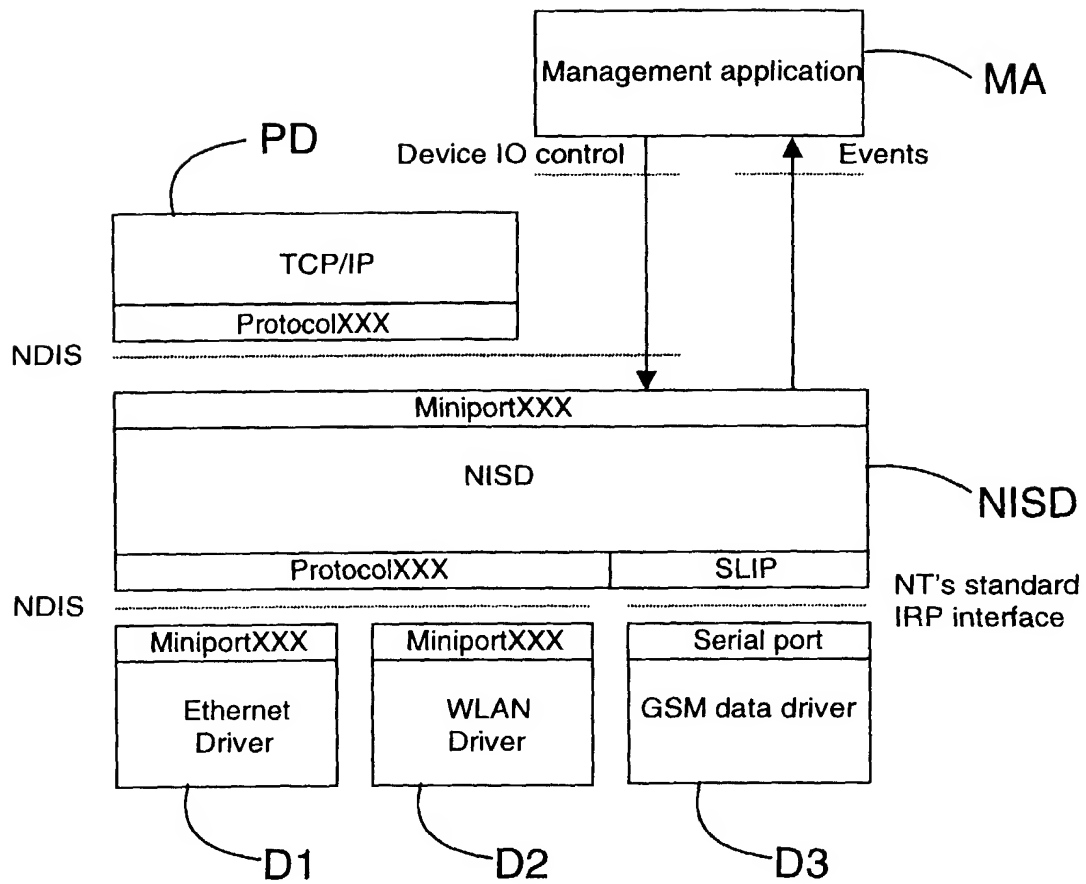 Management application
MA
PD
Device IO control
Events
TCP/IP
ProtocolXXX
NDIS
MiniportXXX
NISD
NISD
ProtocolXXX
SLIP
NDIS
NT's standard
IRP interface
MiniportXXX
MiniportXXX
Serial port
Ethernet
Driver
WLAN
Driver
GSM data driver
D1
D2
D3